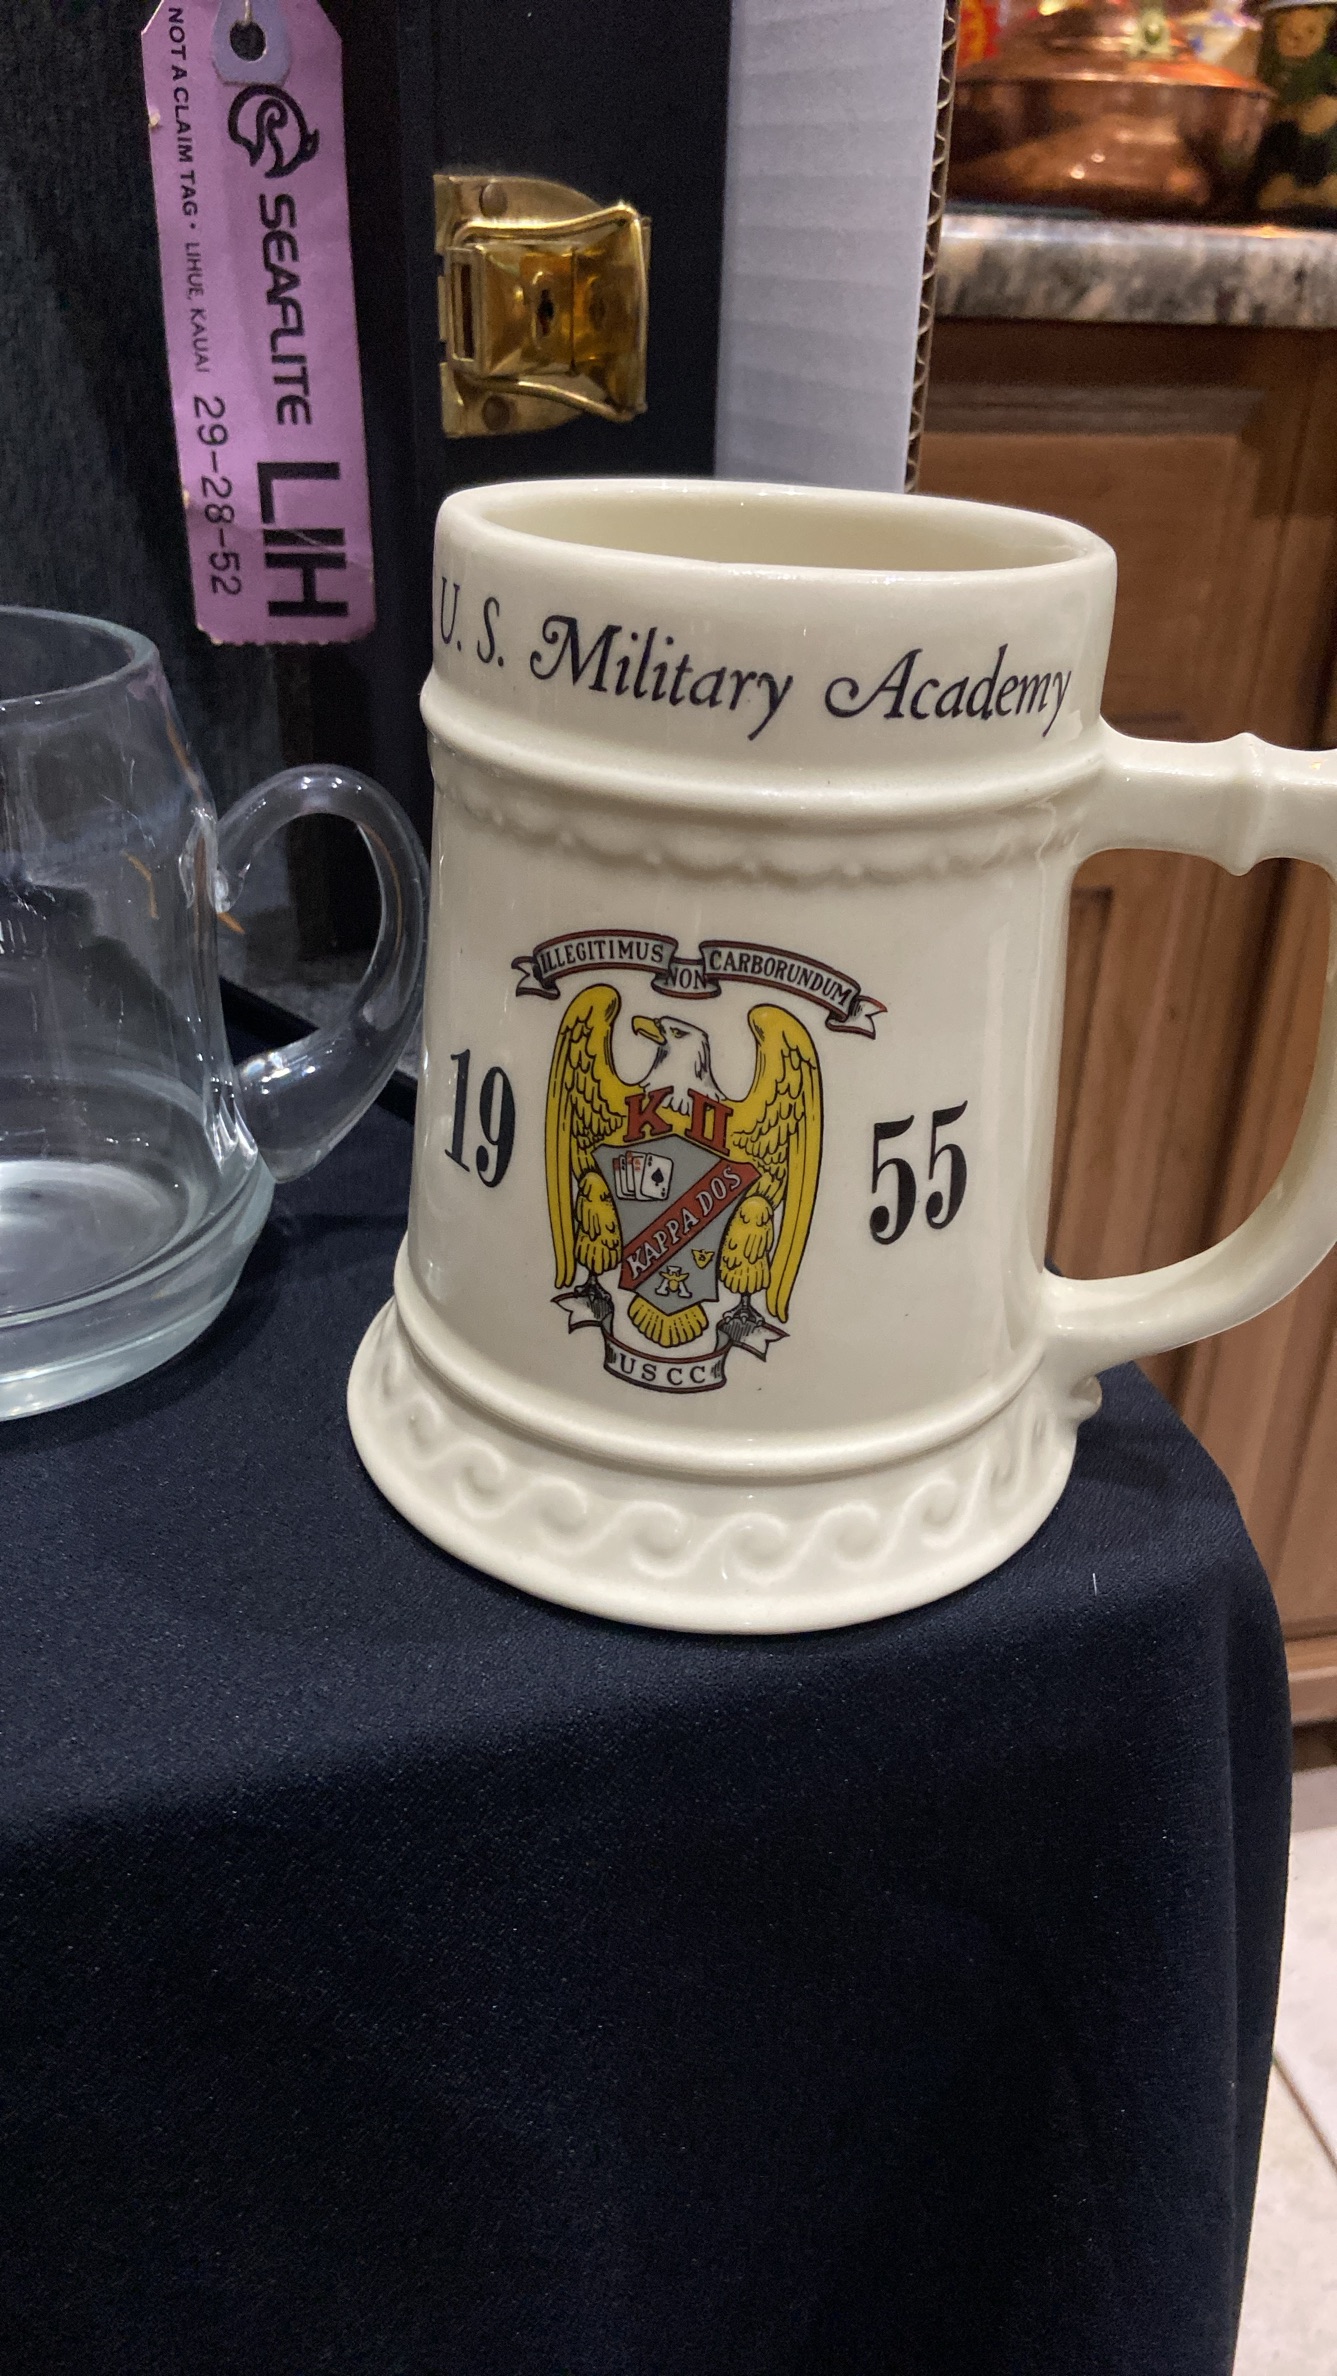 NOT A CLAIM TAG • LIHUE, KAUAI 29-28-52
SEAFLITE LIH
U. S. Military Academy
ILLEGITIMUS NON CARBORUNDUM
19 55
K II
KAPPA DOS
USCC